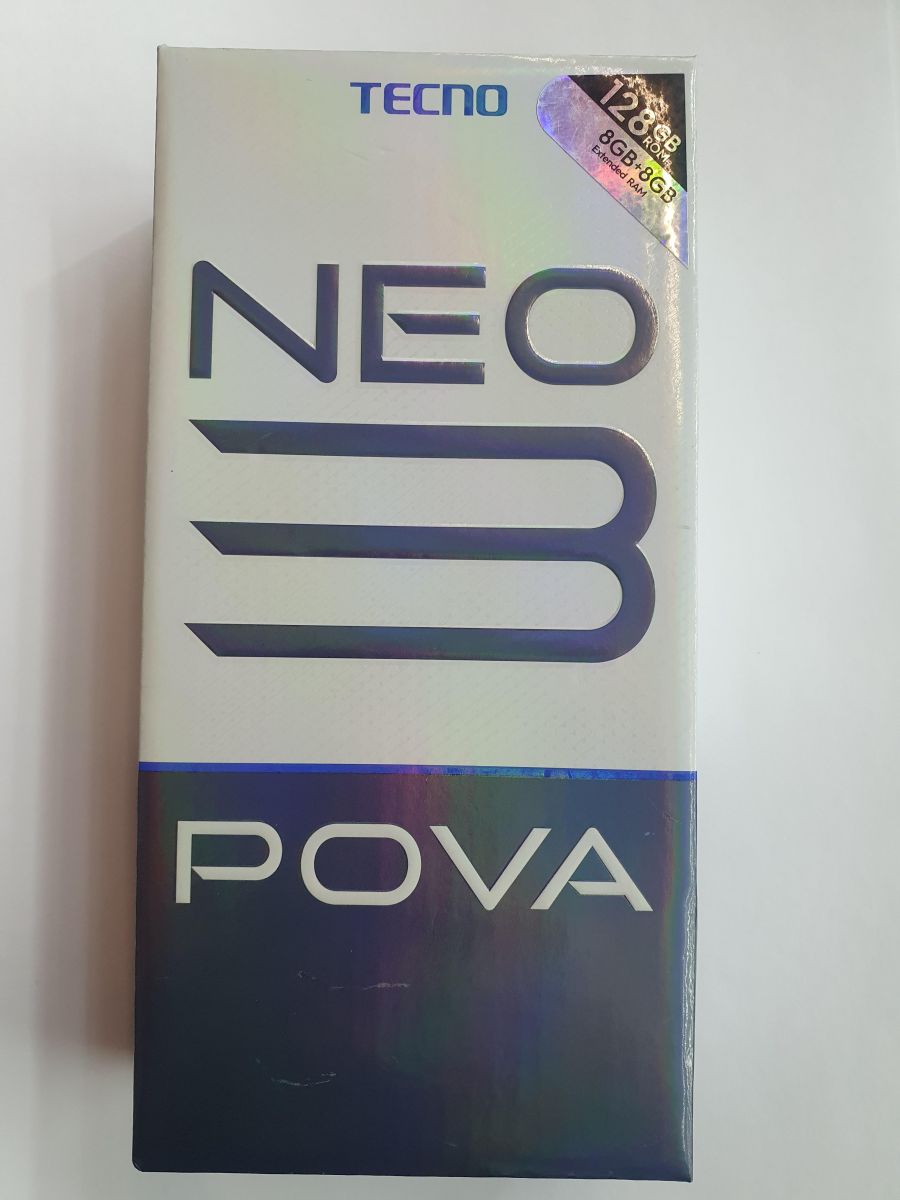 TECNO
128GB
ROM
8GB+8GB
Extended RAM
NEO
3
POVA